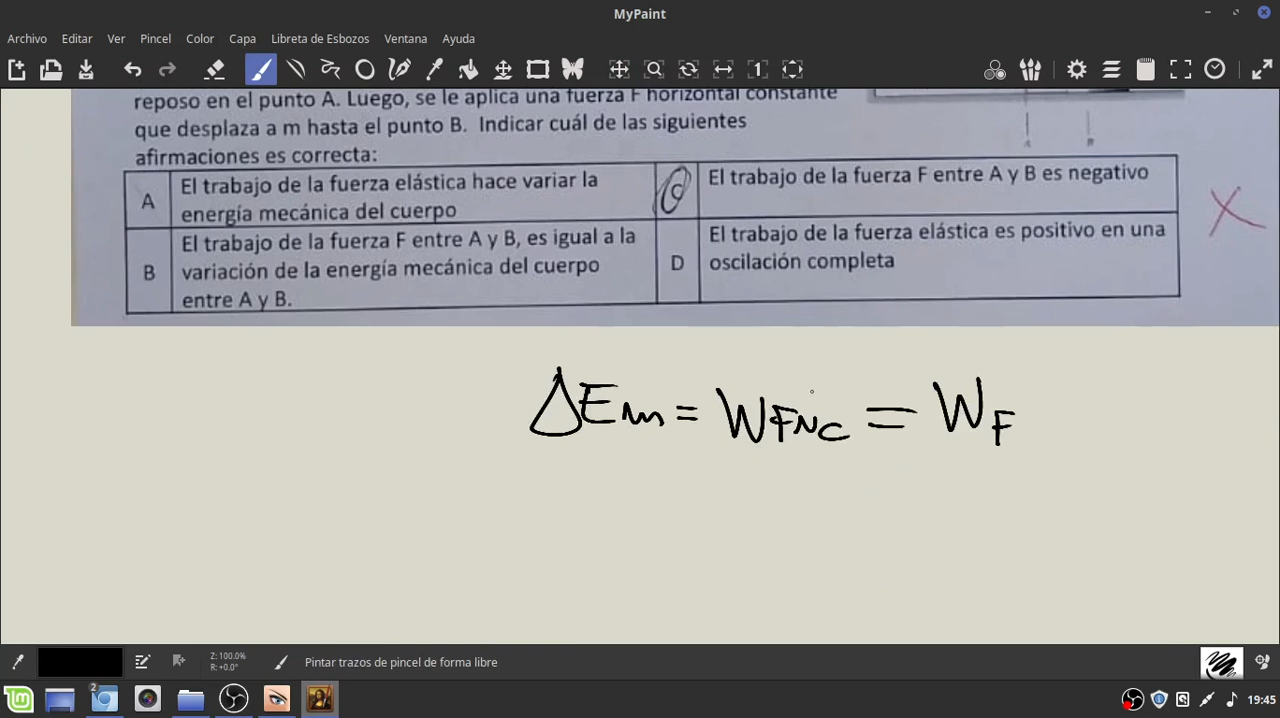 MyPaint
Archivo Editar Ver Pincel Color Capa Libreta de Esbozos Ventana Ayuda
reposo en el punto A. Luego, se le aplica una fuerza F horizontal constante
que desplaza a m hasta el punto B. Indicar cuál de las siguientes
afirmaciones es correcta:
A B
A El trabajo de la fuerza elástica hace variar la
energía mecánica del cuerpo
C El trabajo de la fuerza F entre A y B es negativo
B El trabajo de la fuerza F entre A y B, es igual a la
variación de la energía mecánica del cuerpo
entre A y B.
D El trabajo de la fuerza elástica es positivo en una
oscilación completa
ΔEm = WFNC = WF
Z: 100.0%
R: +0.0°
Pintar trazos de pincel de forma libre
2
19:45